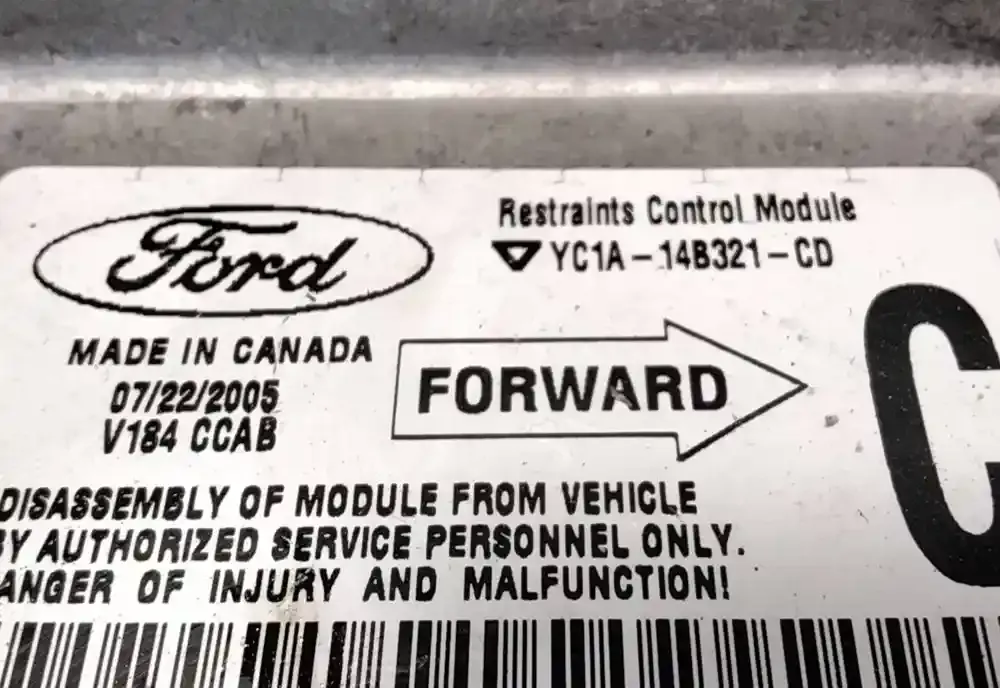 Ford
Restraints Control Module
YC1A-14B321-CD
MADE IN CANADA
07/22/2005
V184 CCAB
FORWARD
C
DISASSEMBLY OF MODULE FROM VEHICLE
BY AUTHORIZED SERVICE PERSONNEL ONLY.
ANGER OF INJURY AND MALFUNCTION!